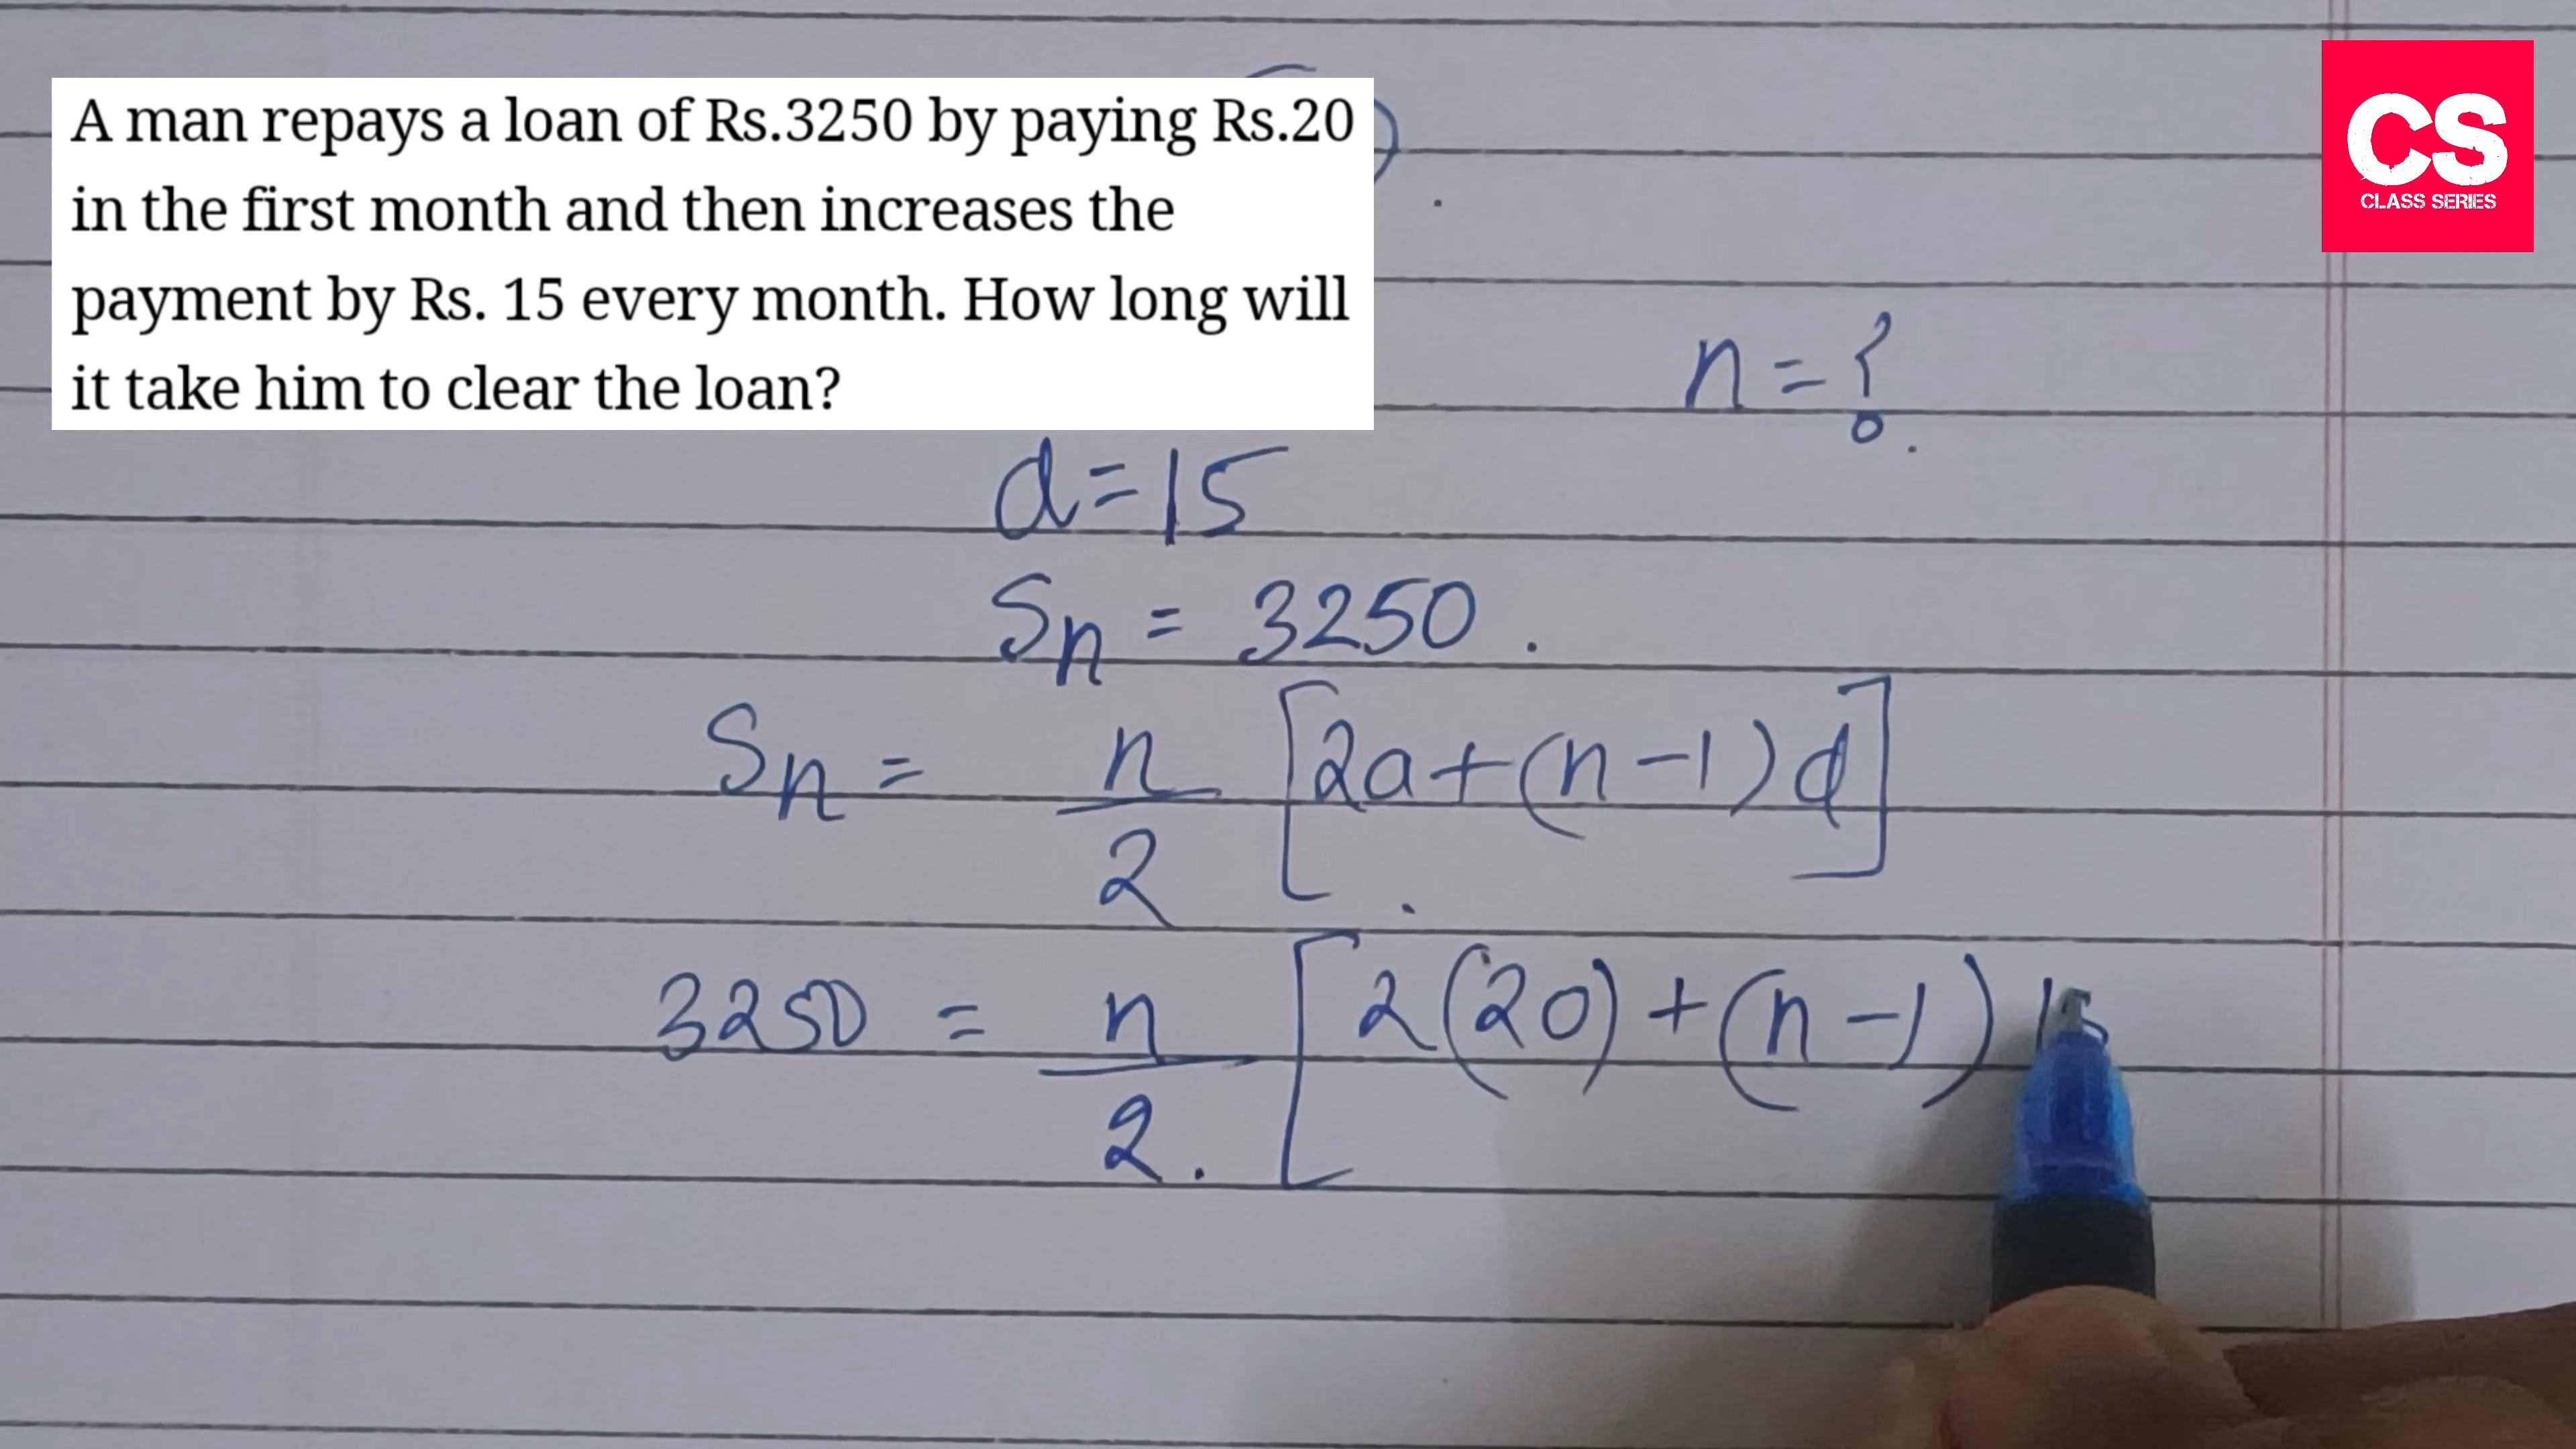 A man repays a loan of Rs.3250 by paying Rs.20
in the first month and then increases the
payment by Rs. 15 every month. How long will
it take him to clear the loan?
CS
CLASS SERIES
n = ?
d = 15
Sn = 3250 .
Sn = n/2 [2a + (n - 1) d]
3250 = n/2 . [2(20) + (n - 1) 15